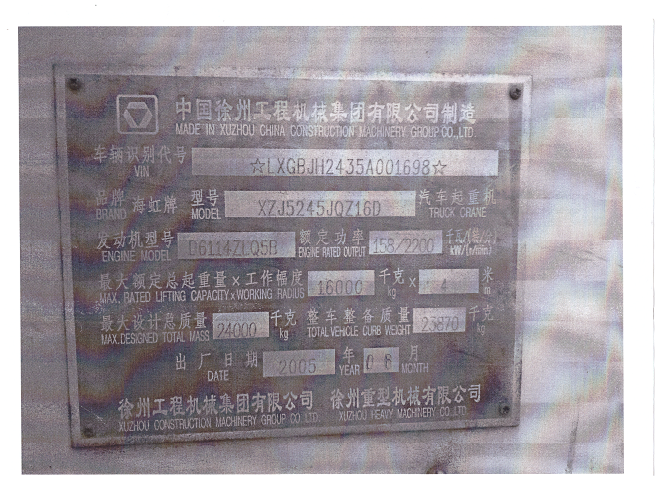 中国徐州工程机械集团有限公司制造
MADE IN XUZHOU CHINA CONSTRUCTION MACHINERY GROUP CO.,LTD.
车辆识别代号 ☆LXGBJH2435A001698☆
VIN
品牌 海虹牌 型号 XZJ5245JQZ16D 汽车起重机
BRAND MODEL TRUCK CRANE
发动机型号 D6114ZLQ5B 额定功率 158/2200 千瓦/(转/分)
ENGINE MODEL ENGINE RATED OUTPUT kW/(r/min)
最大额定总起重量×工作幅度 16000 千克 × 4 米
MAX. RATED LIFTING CAPACITY×WORKING RADIUS kg m
最大设计总质量 24000 千克 整车整备质量 23870 千克
MAX.DESIGNED TOTAL MASS kg TOTAL VEHICLE CURB WEIGHT kg
出厂日期 2005 年 08 月
DATE YEAR MONTH
徐州工程机械集团有限公司 徐州重型机械有限公司
XUZHOU CONSTRUCTION MACHINERY GROUP CO.LTD. XUZHOU HEAVY MACHINERY CO.,LTD.